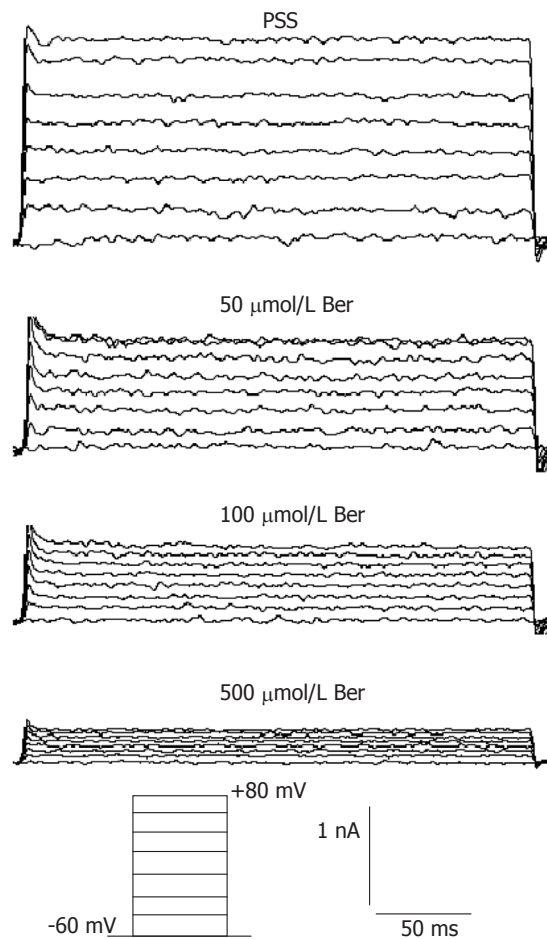 PSS
50 μmol/L Ber
100 μmol/L Ber
500 μmol/L Ber
+80 mV
1 nA
-60 mV
50 ms